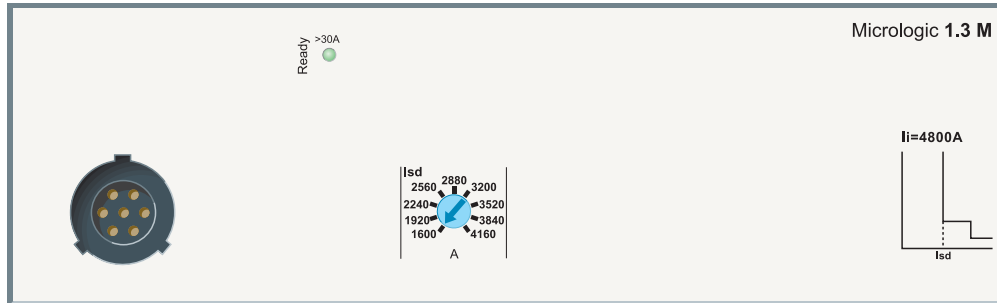 Micrologic 1.3 M
Ready
>30A
Ii=4800A
Isd
2880
2560 3200
2240 3520
1920 3840
1600 4160
A
Isd